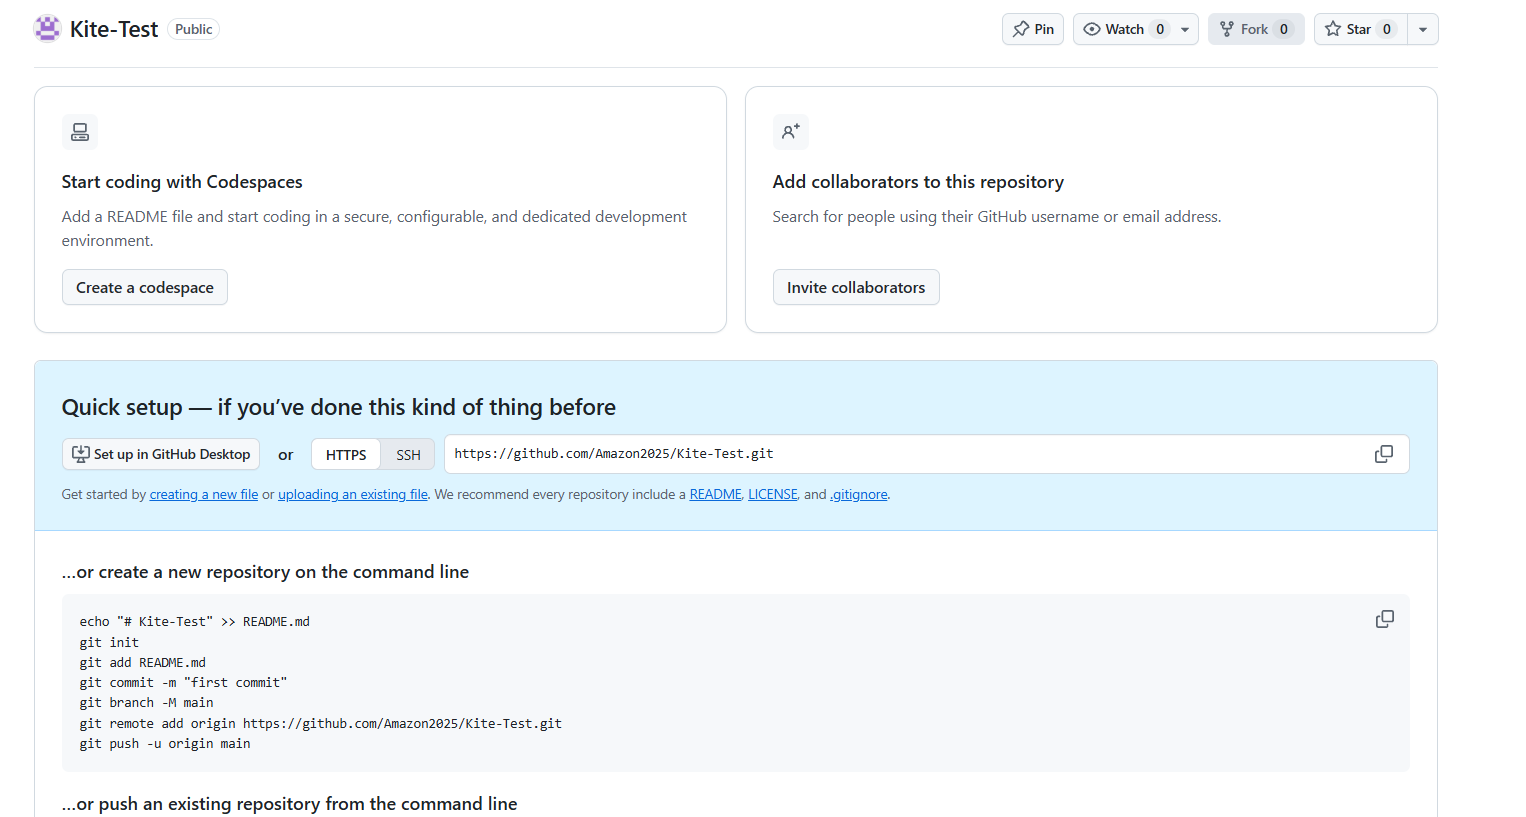 Kite-Test Public Pin Watch 0 Fork 0 Star 0
Start coding with Codespaces
Add a README file and start coding in a secure, configurable, and dedicated development
environment.
Create a codespace
Add collaborators to this repository
Search for people using their GitHub username or email address.
Invite collaborators
Quick setup — if you’ve done this kind of thing before
Set up in GitHub Desktop or HTTPS SSH https://github.com/Amazon2025/Kite-Test.git
Get started by creating a new file or uploading an existing file. We recommend every repository include a README, LICENSE, and .gitignore.
…or create a new repository on the command line
echo "# Kite-Test" >> README.md
git init
git add README.md
git commit -m "first commit"
git branch -M main
git remote add origin https://github.com/Amazon2025/Kite-Test.git
git push -u origin main
…or push an existing repository from the command line